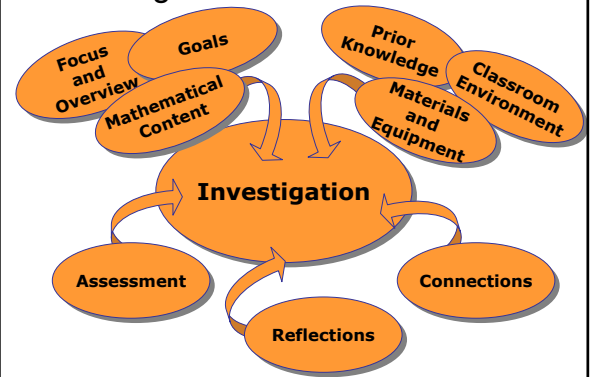 Focus
and
Overview
Goals
Mathematical
Content
Prior
Knowledge
Classroom
Environment
Materials
and
Equipment
Investigation
Assessment
Connections
Reflections